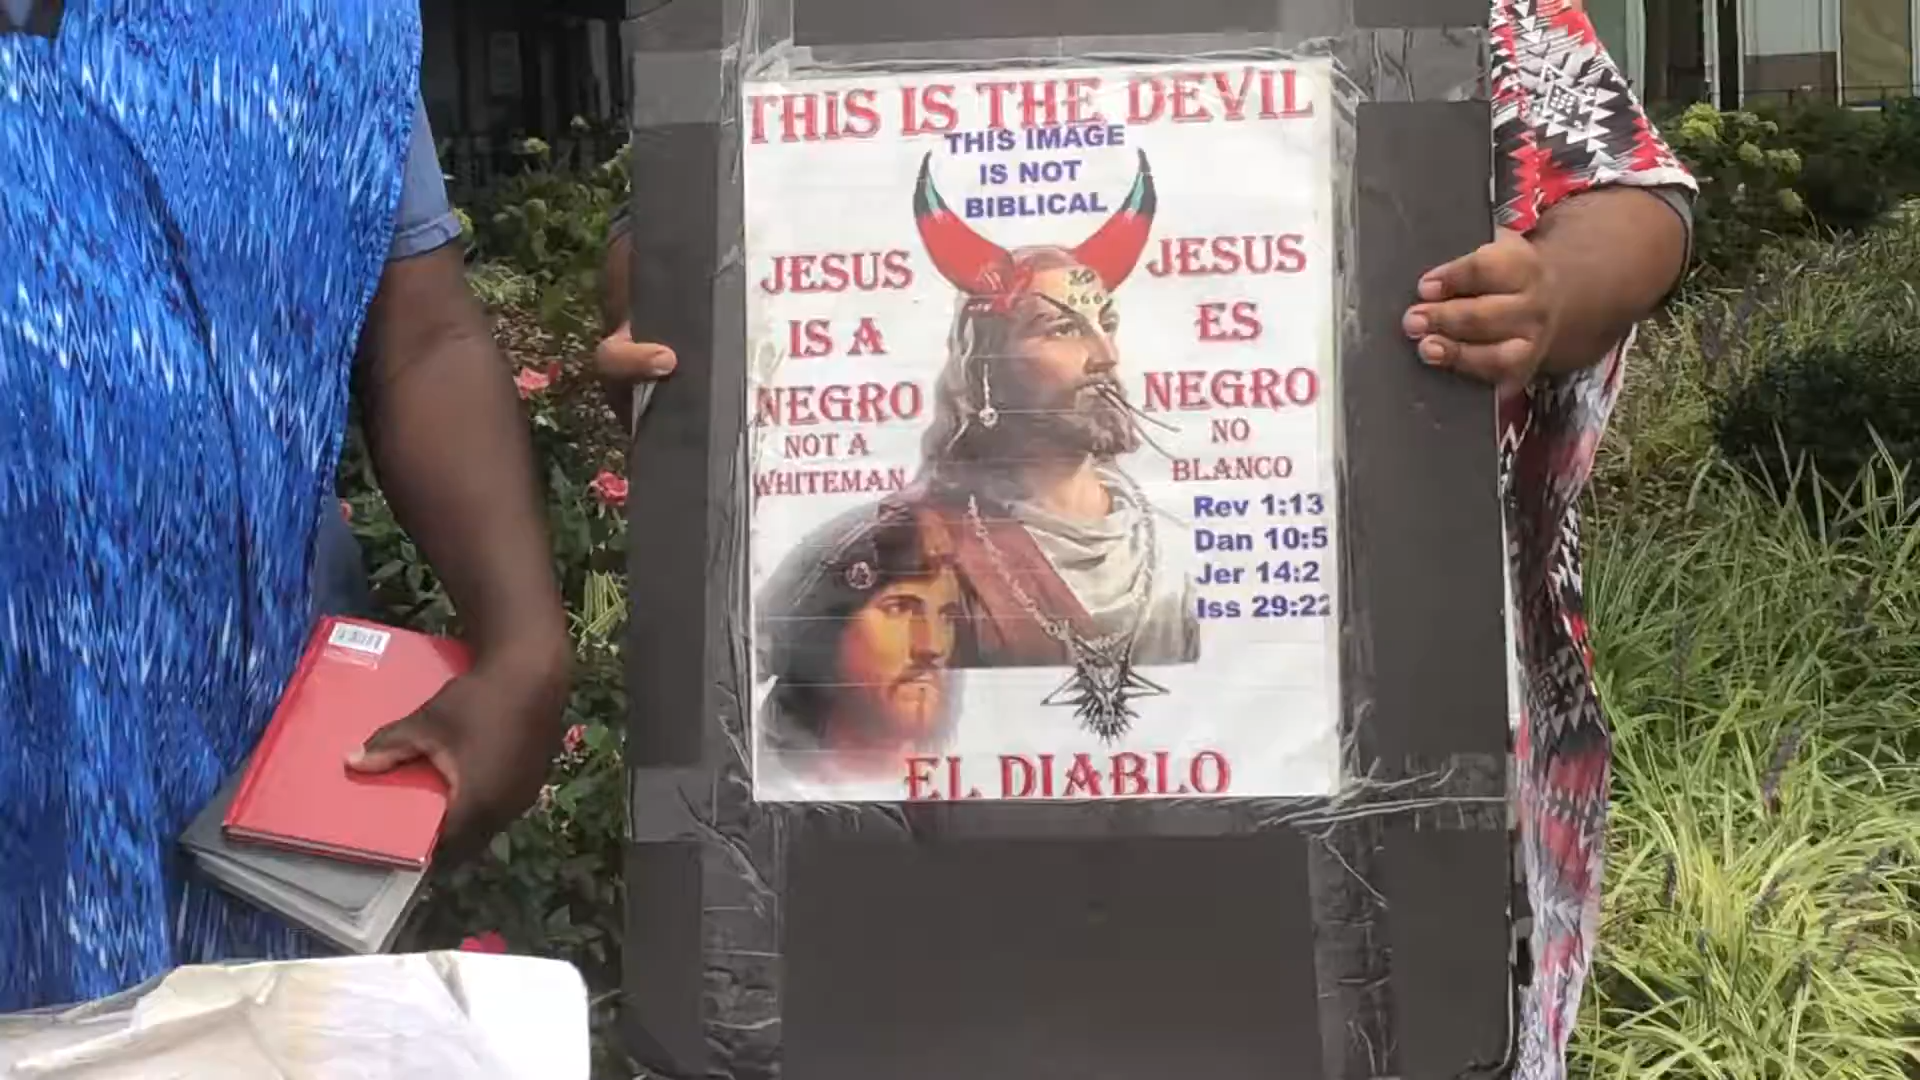 THIS IS THE DEVIL
THIS IMAGE
IS NOT
BIBLICAL
JESUS
IS A
NEGRO
NOT A
WHITEMAN
JESUS
ES
NEGRO
NO
BLANCO
Rev 1:13
Dan 10:5
Jer 14:2
Iss 29:22
666
EL DIABLO